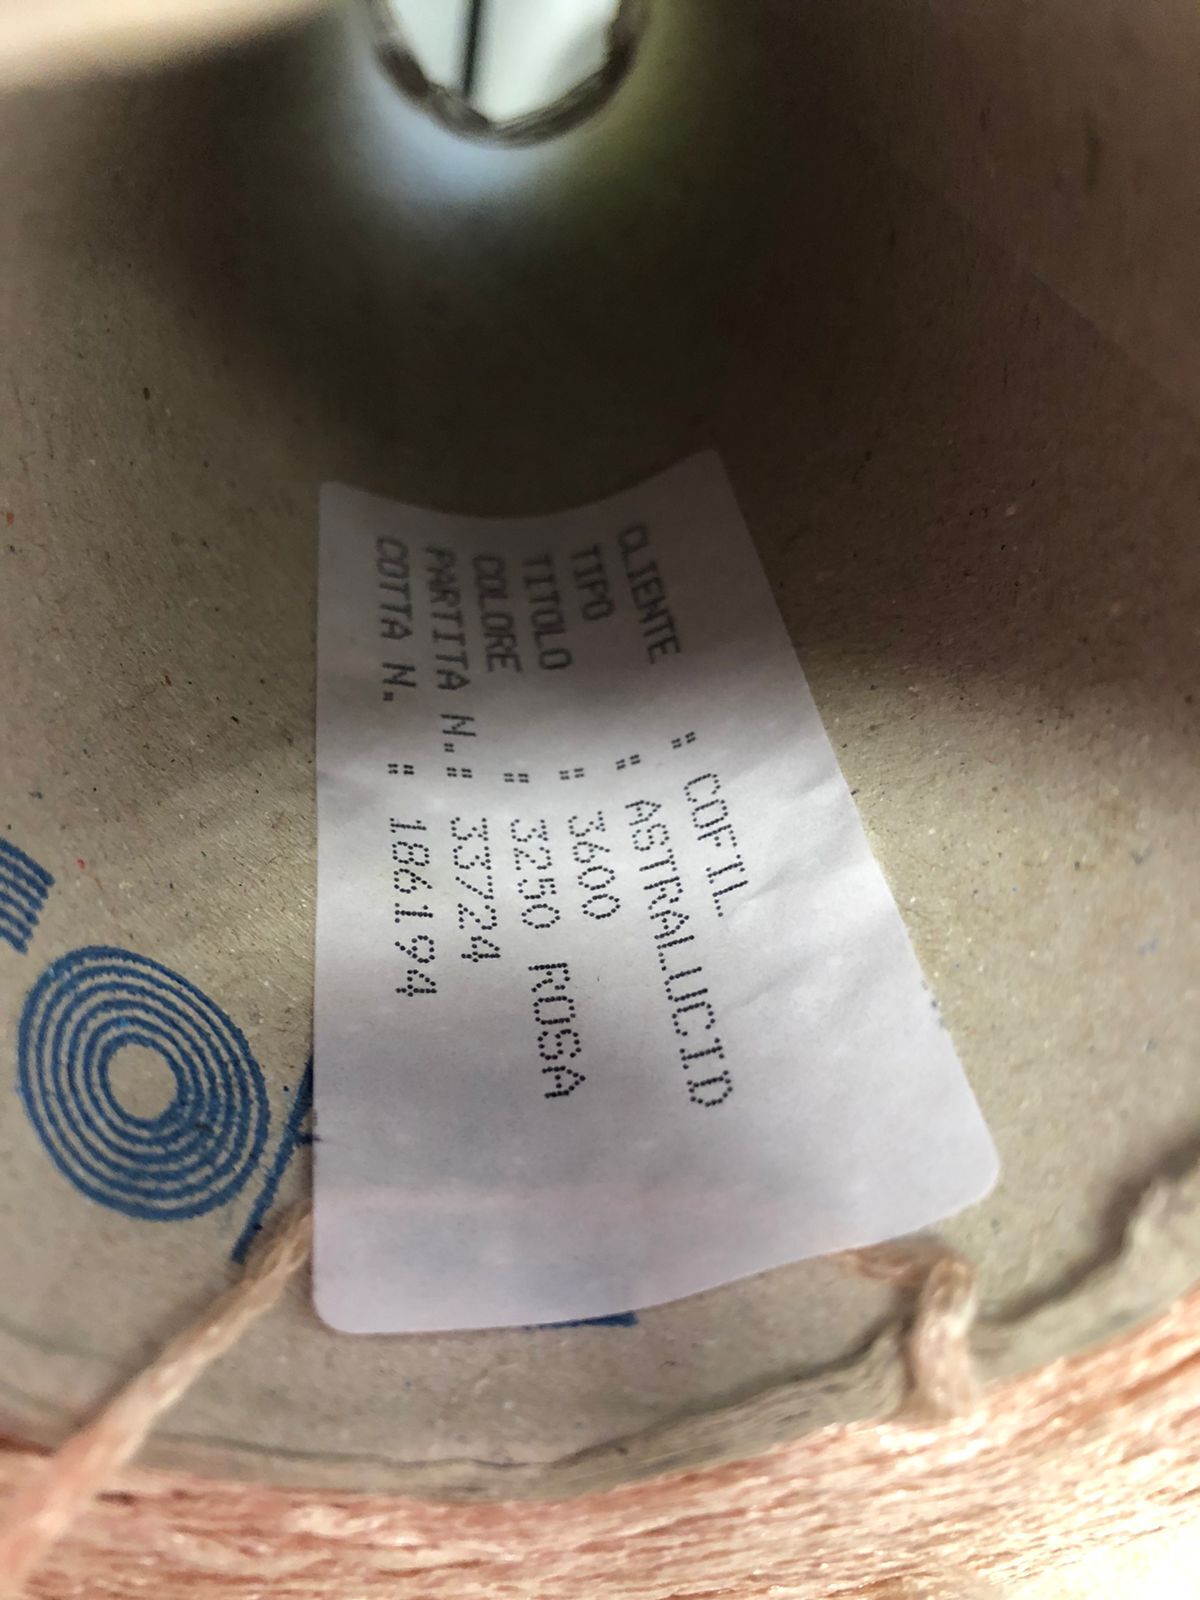 CLIENTE : COFIL
TIPO : ASTRALUCID
TITOLO : 3600
COLORE : 3250 ROSA
PARTITA N.: 33724
COTTA N. : 186194